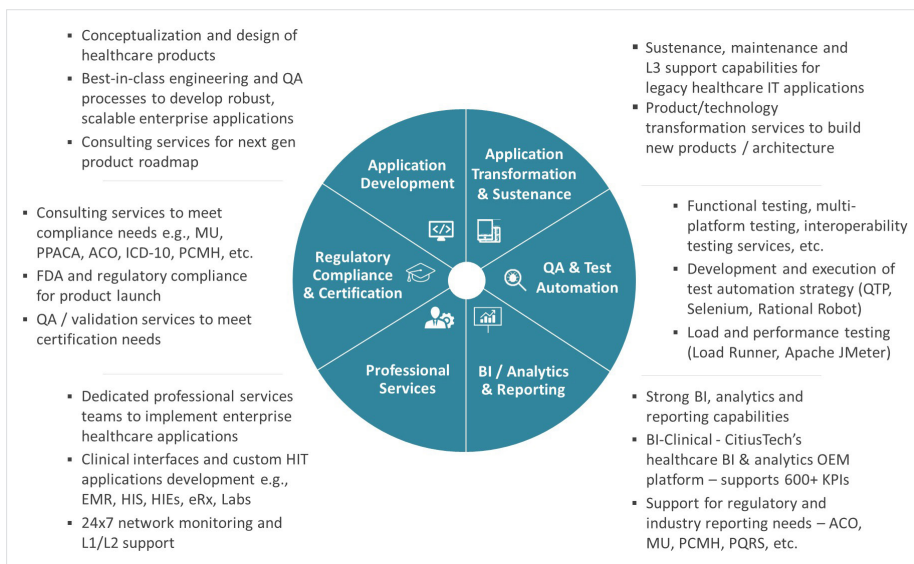 ▪ Conceptualization and design of
healthcare products
▪ Best-in-class engineering and QA
processes to develop robust,
scalable enterprise applications
▪ Consulting services for next gen
product roadmap
▪ Sustenance, maintenance and
L3 support capabilities for
legacy healthcare IT applications
▪ Product/technology
transformation services to build
new products / architecture
Application
Development
Application
Transformation
& Sustenance
</>
▪ Consulting services to meet
compliance needs e.g., MU,
PPACA, ACO, ICD-10, PCMH, etc.
▪ FDA and regulatory compliance
for product launch
▪ QA / validation services to meet
certification needs
Regulatory
Compliance
& Certification
QA & Test
Automation
▪ Functional testing, multi-
platform testing, interoperability
testing services, etc.
▪ Development and execution of
test automation strategy (QTP,
Selenium, Rational Robot)
▪ Load and performance testing
(Load Runner, Apache JMeter)
Professional
Services
BI / Analytics
& Reporting
▪ Dedicated professional services
teams to implement enterprise
healthcare applications
▪ Clinical interfaces and custom HIT
applications development e.g.,
EMR, HIS, HIEs, eRx, Labs
▪ 24x7 network monitoring and
L1/L2 support
▪ Strong BI, analytics and
reporting capabilities
▪ BI-Clinical - CitiusTech’s
healthcare BI & analytics OEM
platform – supports 600+ KPIs
▪ Support for regulatory and
industry reporting needs – ACO,
MU, PCMH, PQRS, etc.